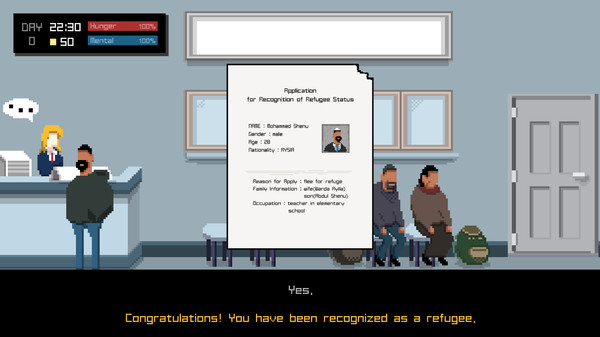 DAY 22:30 Hunger 100%
0 50 Mental 100%
Application
for Recognition of Refugee Status
NAME : Mohammed Shenu
Gender : male
Age : 28
Nationality : AYSIA
Reason for Apply : flee for refuge
Family Information : wife(Warda Ayila)
son(Abdul Shenu)
Occupation : teacher in elementary
school
Yes,
Congratulations! You have been recognized as a refugee,